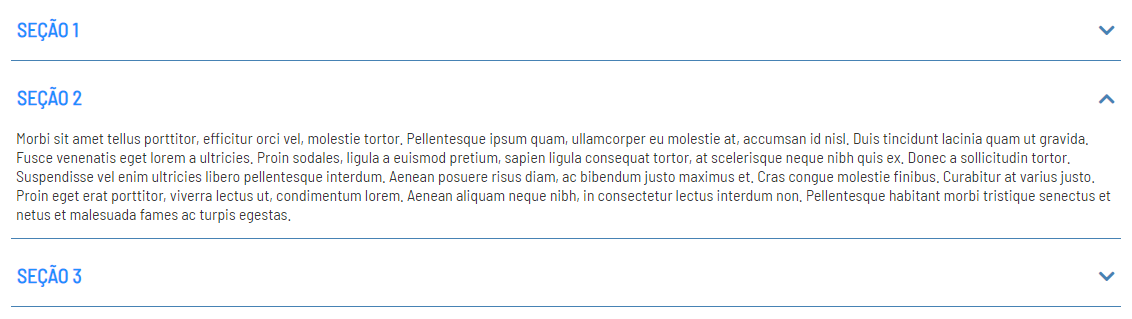 SEÇÃO 1
SEÇÃO 2
Morbi sit amet tellus porttitor, efficitur orci vel, molestie tortor. Pellentesque ipsum quam, ullamcorper eu molestie at, accumsan id nisl. Duis tincidunt lacinia quam ut gravida.
Fusce venenatis eget lorem a ultricies. Proin sodales, ligula a euismod pretium, sapien ligula consequat tortor, at scelerisque neque nibh quis ex. Donec a sollicitudin tortor.
Suspendisse vel enim ultricies libero pellentesque interdum. Aenean posuere risus diam, ac bibendum justo maximus et. Cras congue molestie finibus. Curabitur at varius justo.
Proin eget erat porttitor, viverra lectus ut, condimentum lorem. Aenean aliquam neque nibh, in consectetur lectus interdum non. Pellentesque habitant morbi tristique senectus et
netus et malesuada fames ac turpis egestas.
SEÇÃO 3